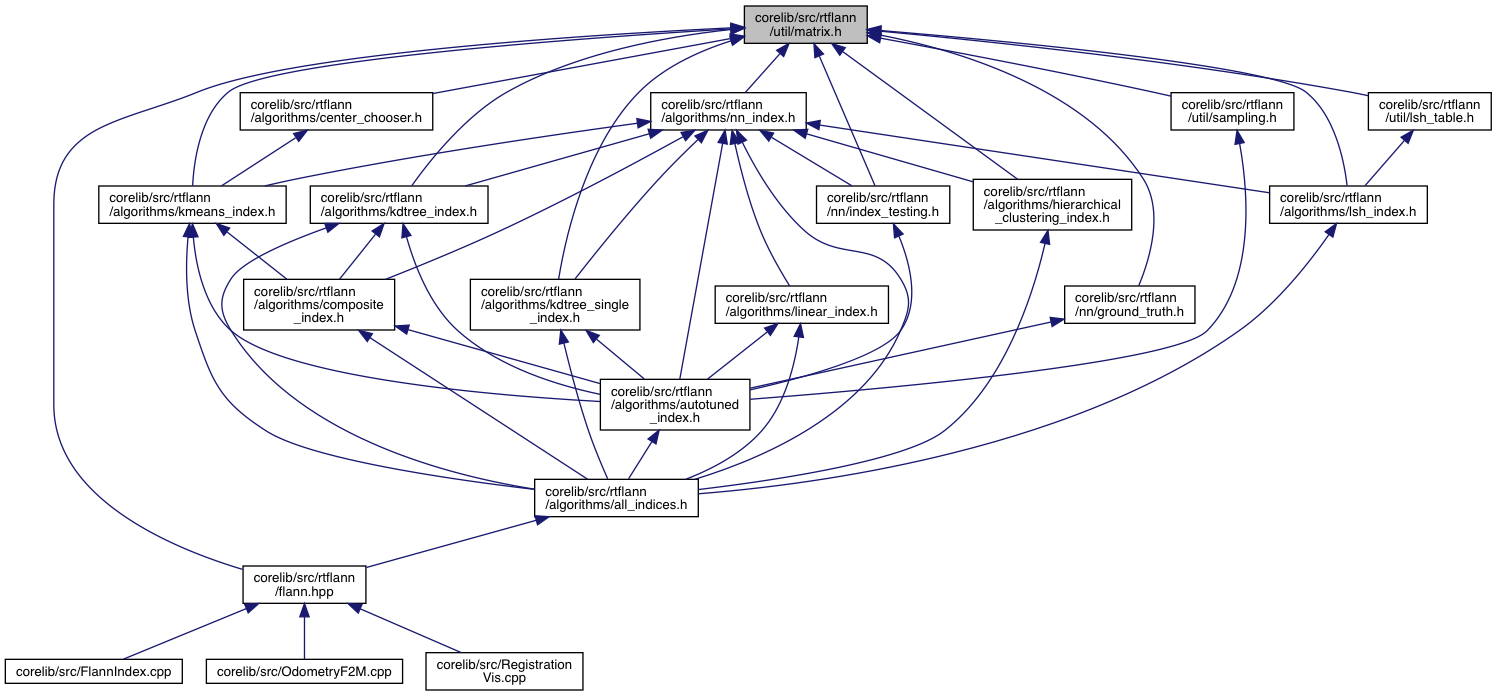 corelib/src/rtflann
/util/matrix.h
corelib/src/rtflann
/algorithms/center_chooser.h
corelib/src/rtflann
/algorithms/nn_index.h
corelib/src/rtflann
/util/sampling.h
corelib/src/rtflann
/util/lsh_table.h
corelib/src/rtflann
/algorithms/kmeans_index.h
corelib/src/rtflann
/algorithms/kdtree_index.h
corelib/src/rtflann
/nn/index_testing.h
corelib/src/rtflann
/algorithms/hierarchical
_clustering_index.h
corelib/src/rtflann
/algorithms/lsh_index.h
corelib/src/rtflann
/algorithms/composite
_index.h
corelib/src/rtflann
/algorithms/kdtree_single
_index.h
corelib/src/rtflann
/algorithms/linear_index.h
corelib/src/rtflann
/nn/ground_truth.h
corelib/src/rtflann
/algorithms/autotuned
_index.h
corelib/src/rtflann
/algorithms/all_indices.h
corelib/src/rtflann
/flann.hpp
corelib/src/FlannIndex.cpp
corelib/src/OdometryF2M.cpp
corelib/src/Registration
Vis.cpp